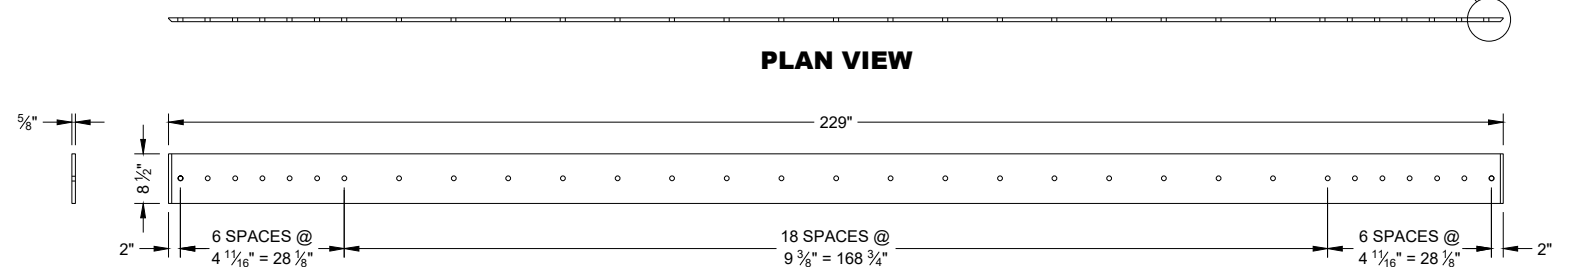 PLAN VIEW
5⁄8"
229"
8 1⁄2"
2"
6 SPACES @
4 11⁄16" = 28 1⁄8"
18 SPACES @
9 3⁄8" = 168 3⁄4"
6 SPACES @
4 11⁄16" = 28 1⁄8"
2"